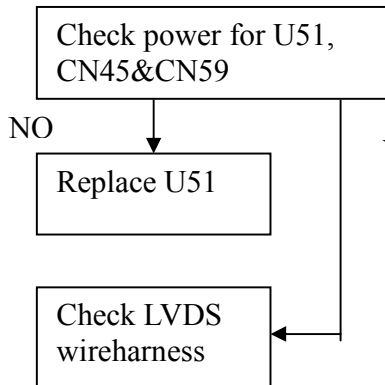 Check power for U51,
CN45&CN59
NO
Replace U51
Check LVDS
wireharness